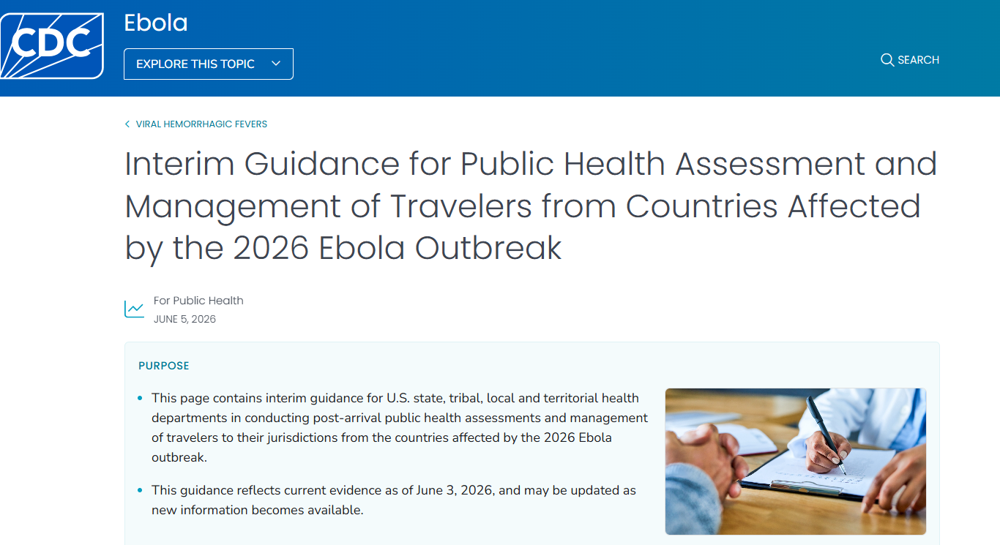 CDC
Ebola
EXPLORE THIS TOPIC
SEARCH
VIRAL HEMORRHAGIC FEVERS
Interim Guidance for Public Health Assessment and
Management of Travelers from Countries Affected
by the 2026 Ebola Outbreak
For Public Health
JUNE 5, 2026
PURPOSE
This page contains interim guidance for U.S. state, tribal, local and territorial health
departments in conducting post-arrival public health assessments and management
of travelers to their jurisdictions from the countries affected by the 2026 Ebola
outbreak.
This guidance reflects current evidence as of June 3, 2026, and may be updated as
new information becomes available.